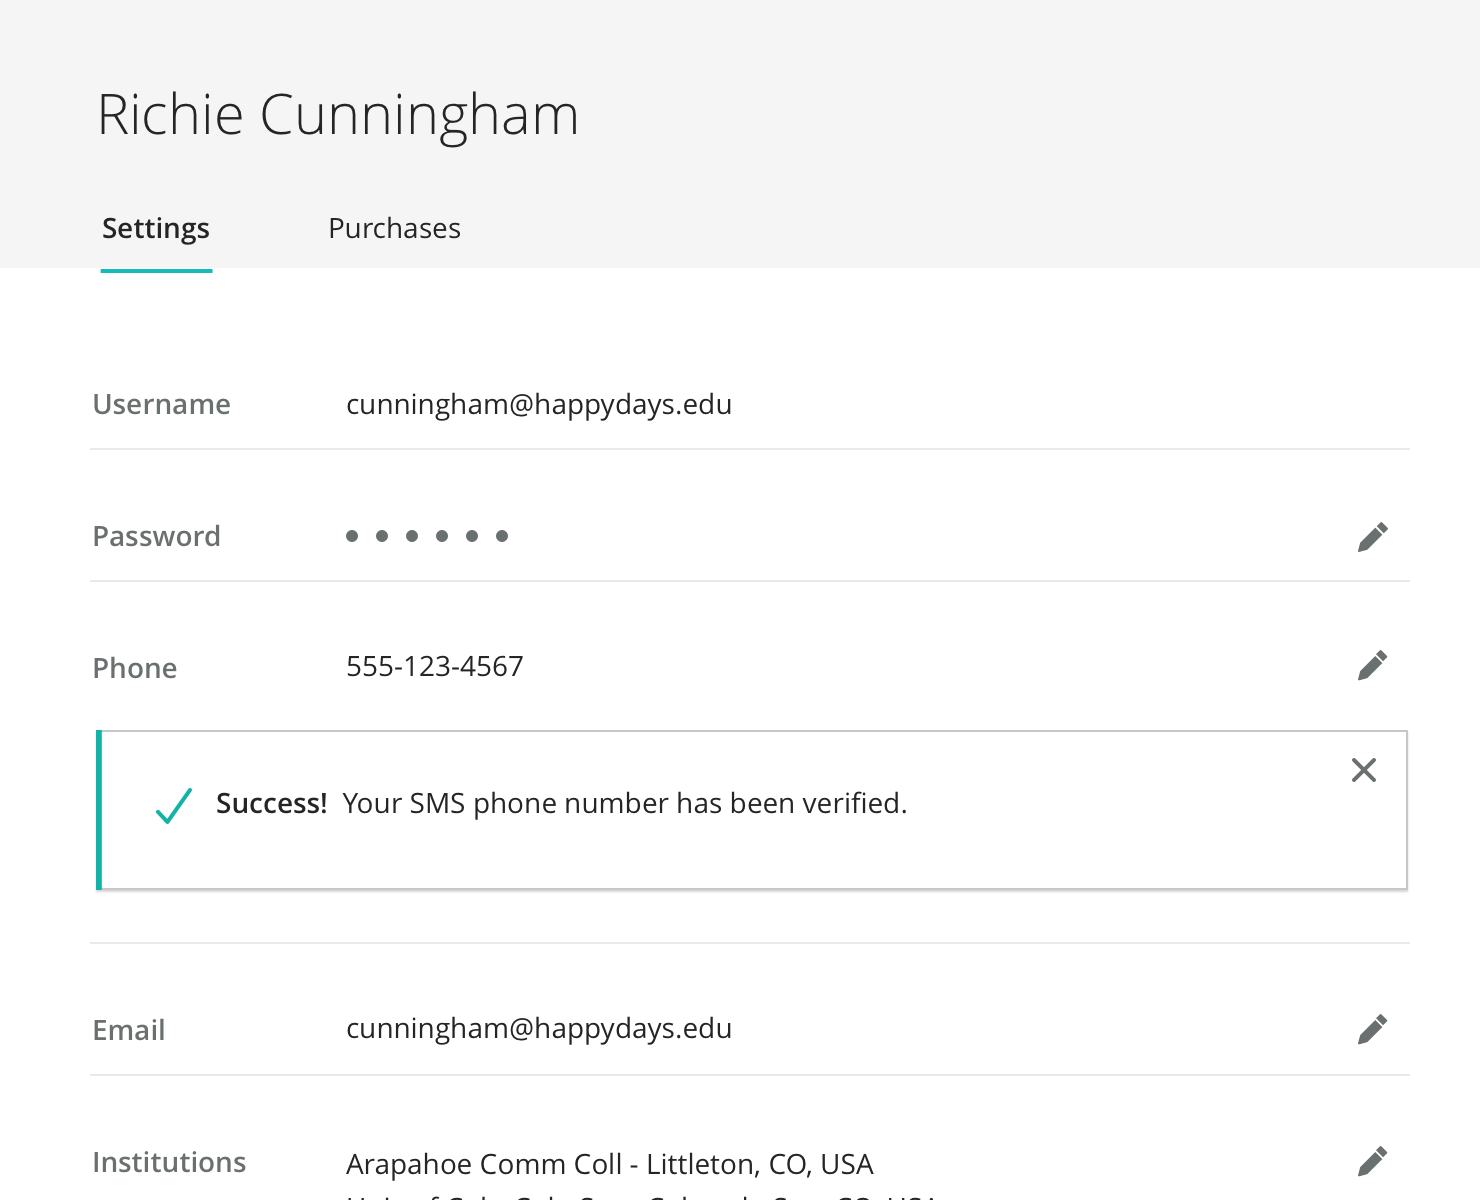 Richie Cunningham
Settings Purchases
Username cunningham@happydays.edu
Password
Phone 555-123-4567
Success! Your SMS phone number has been verified.
Email cunningham@happydays.edu
Institutions Arapahoe Comm Coll - Littleton, CO, USA